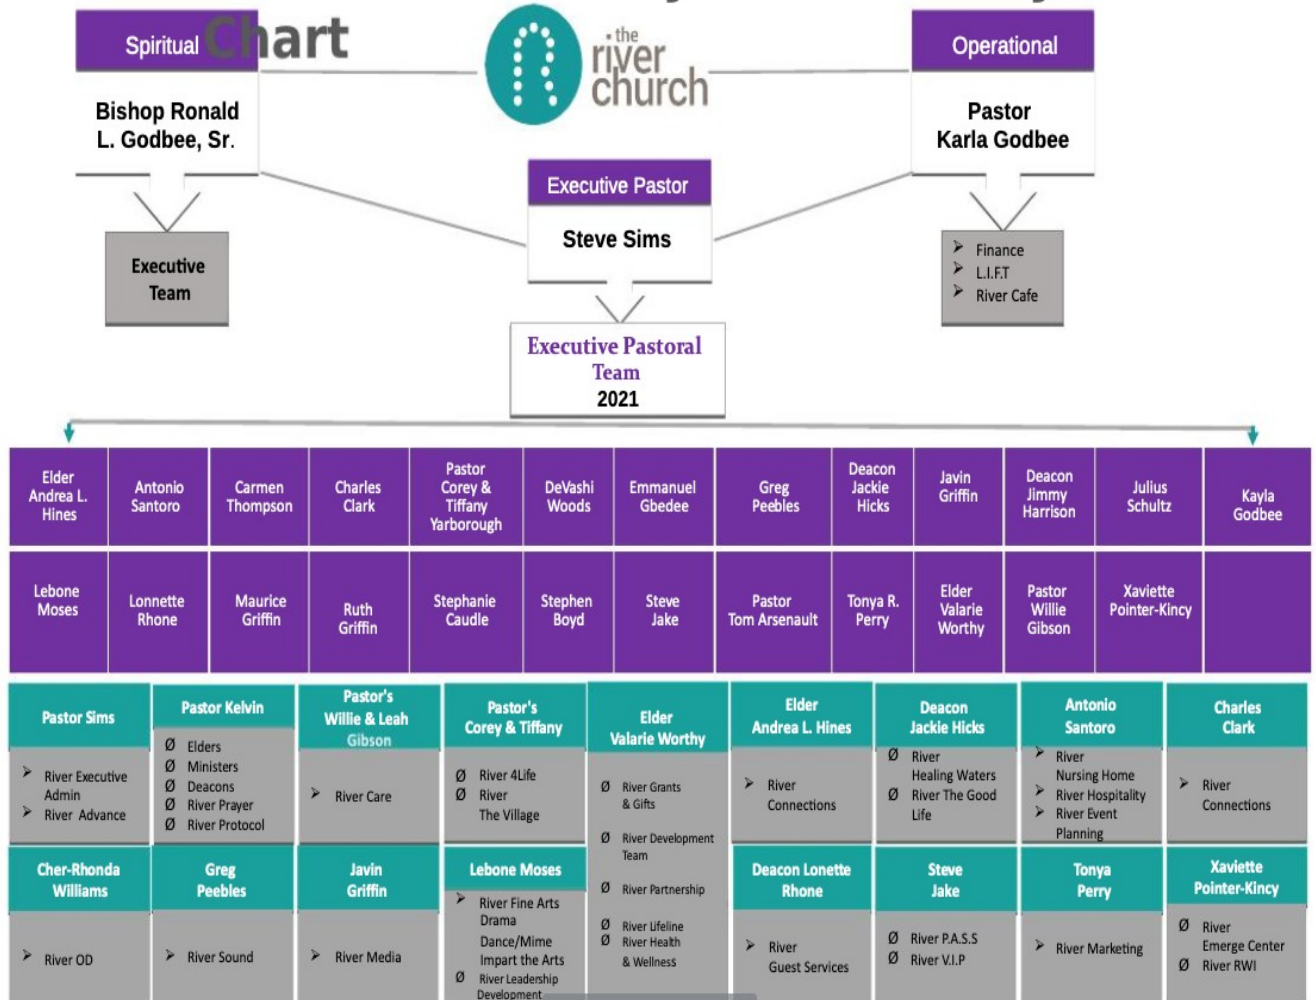 Chart
Spiritual
the
river
church
Operational
Bishop Ronald
L. Godbee, Sr.
Pastor
Karla Godbee
Executive Pastor
Steve Sims
Executive
Team
➢ Finance
➢ L.I.F.T
➢ River Cafe
Executive Pastoral
Team
2021
Elder
Andrea L.
Hines
Antonio
Santoro
Carmen
Thompson
Charles
Clark
Pastor
Corey &
Tiffany
Yarborough
DeVashi
Woods
Emmanuel
Gbedee
Greg
Peebles
Deacon
Jackie
Hicks
Javin
Griffin
Deacon
Jimmy
Harrison
Julius
Schultz
Kayla
Godbee
Lebone
Moses
Lonnette
Rhone
Maurice
Griffin
Ruth
Griffin
Stephanie
Caudle
Stephen
Boyd
Steve
Jake
Pastor
Tom Arsenault
Tonya R.
Perry
Elder
Valarie
Worthy
Pastor
Willie
Gibson
Xaviette
Pointer-Kincy
Pastor Sims
➢ River Executive
Admin
➢ River Advance
Pastor Kelvin
Ø Elders
Ø Ministers
Ø Deacons
Ø River Prayer
Ø River Protocol
Pastor's
Willie & Leah
Gibson
➢ River Care
Pastor's
Corey & Tiffany
Ø River 4Life
Ø River
The Village
Elder
Valarie Worthy
Ø River Grants
& Gifts
Ø River Development
Team
Ø River Partnership
Ø River Lifeline
Ø River Health
& Wellness
Elder
Andrea L. Hines
➢ River
Connections
Deacon
Jackie Hicks
Ø River
Healing Waters
Ø River The Good
Life
Antonio
Santoro
➢ River
Nursing Home
➢ River Hospitality
➢ River Event
Planning
Charles
Clark
➢ River
Connections
Cher-Rhonda
Williams
➢ River OD
Greg
Peebles
➢ River Sound
Javin
Griffin
➢ River Media
Lebone Moses
➢ River Fine Arts
Drama
Dance/Mime
Impart the Arts
Ø River Leadership
Development
Deacon Lonette
Rhone
➢ River
Guest Services
Steve
Jake
Ø River P.A.S.S
Ø River V.I.P
Tonya
Perry
➢ River Marketing
Xaviette
Pointer-Kincy
Ø River
Emerge Center
Ø River RWI